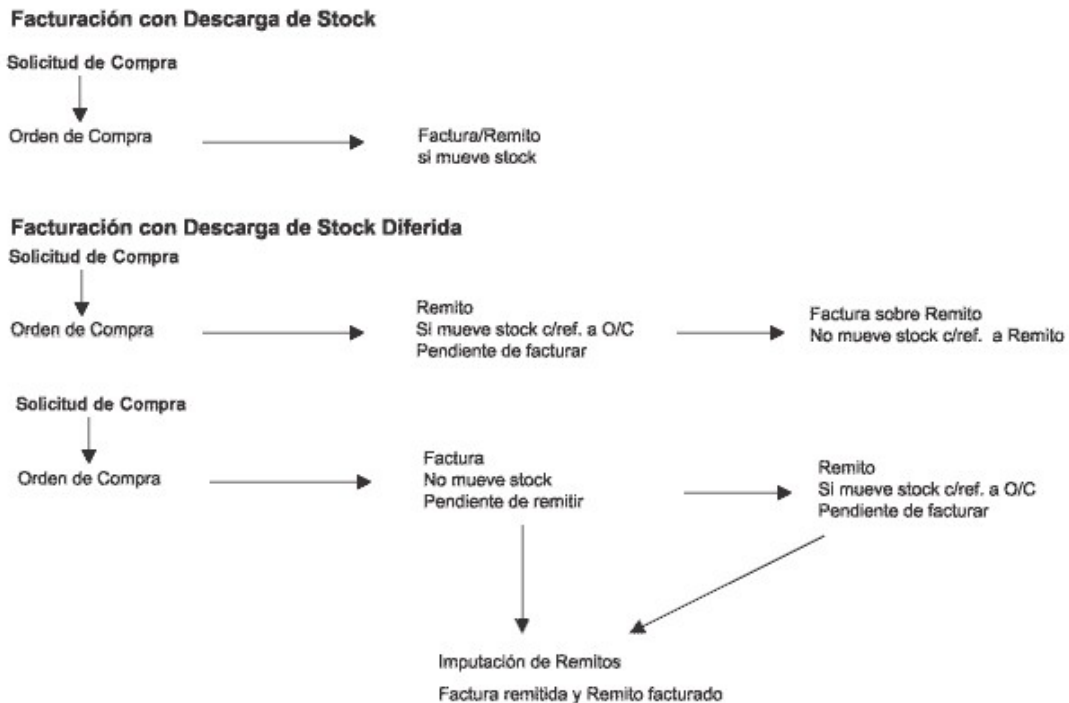 Facturación con Descarga de Stock
Solicitud de Compra
Orden de Compra
Factura/Remito
si mueve stock
Facturación con Descarga de Stock Diferida
Solicitud de Compra
Orden de Compra
Remito
Si mueve stock c/ref. a O/C
Pendiente de facturar
Factura sobre Remito
No mueve stock c/ref. a Remito
Solicitud de Compra
Orden de Compra
Factura
No mueve stock
Pendiente de remitir
Remito
Si mueve stock c/ref. a O/C
Pendiente de facturar
Imputación de Remitos
Factura remitida y Remito facturado